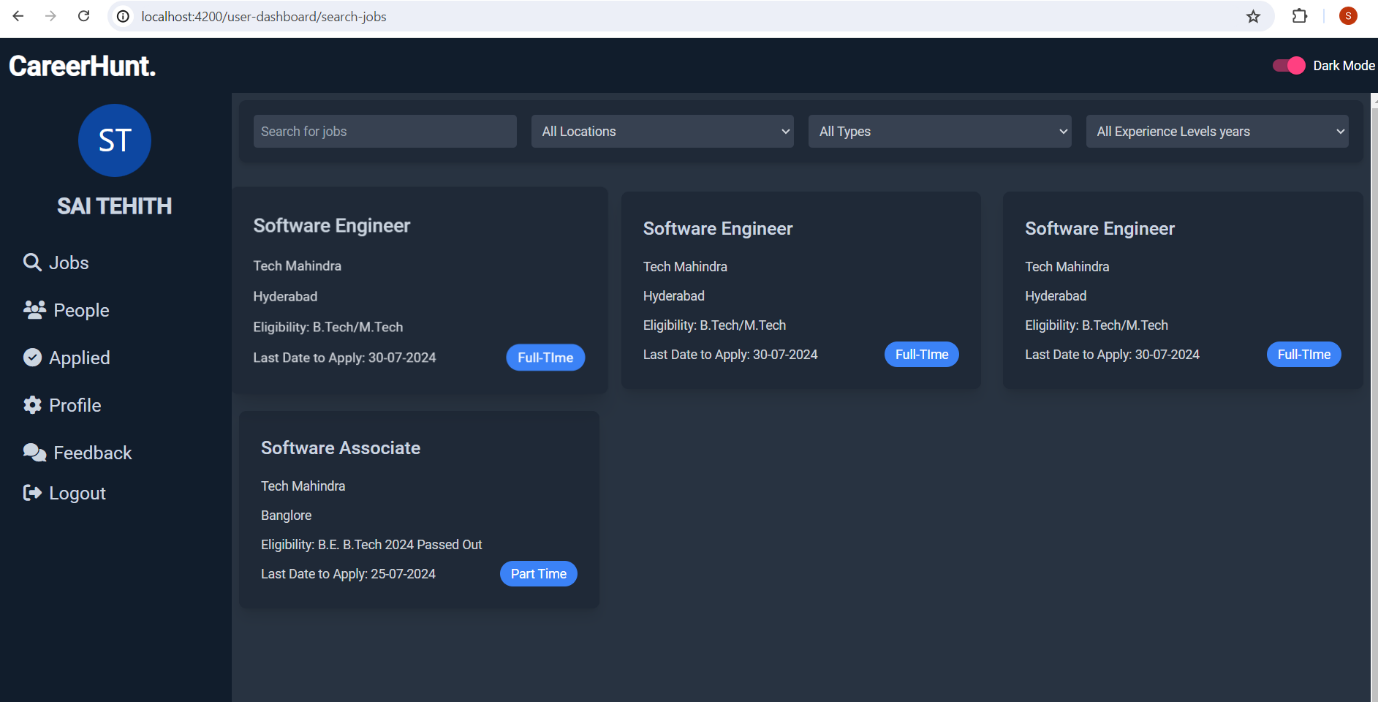 localhost:4200/user-dashboard/search-jobs
S
CareerHunt.
Dark Mode
ST
SAI TEHITH
Jobs
People
Applied
Profile
Feedback
Logout
Search for jobs
All Locations
All Types
All Experience Levels years
Software Engineer
Tech Mahindra
Hyderabad
Eligibility: B.Tech/M.Tech
Last Date to Apply: 30-07-2024
Full-TIme
Software Engineer
Tech Mahindra
Hyderabad
Eligibility: B.Tech/M.Tech
Last Date to Apply: 30-07-2024
Full-TIme
Software Engineer
Tech Mahindra
Hyderabad
Eligibility: B.Tech/M.Tech
Last Date to Apply: 30-07-2024
Full-TIme
Software Associate
Tech Mahindra
Banglore
Eligibility: B.E. B.Tech 2024 Passed Out
Last Date to Apply: 25-07-2024
Part Time